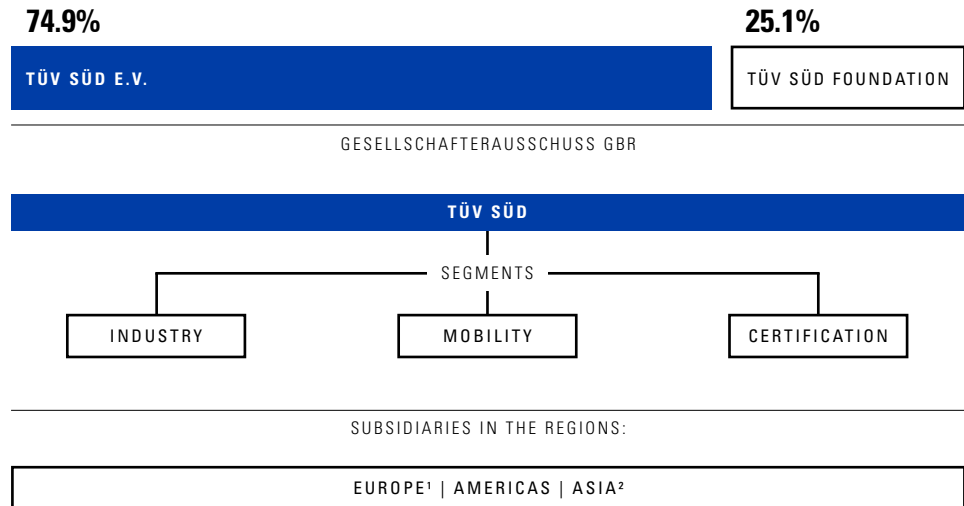 74.9%
25.1%
TÜV SÜD E.V.
TÜV SÜD FOUNDATION
GESELLSCHAFTERAUSSCHUSS GBR
TÜV SÜD
SEGMENTS
INDUSTRY
MOBILITY
CERTIFICATION
SUBSIDIARIES IN THE REGIONS:
EUROPE¹ | AMERICAS | ASIA²